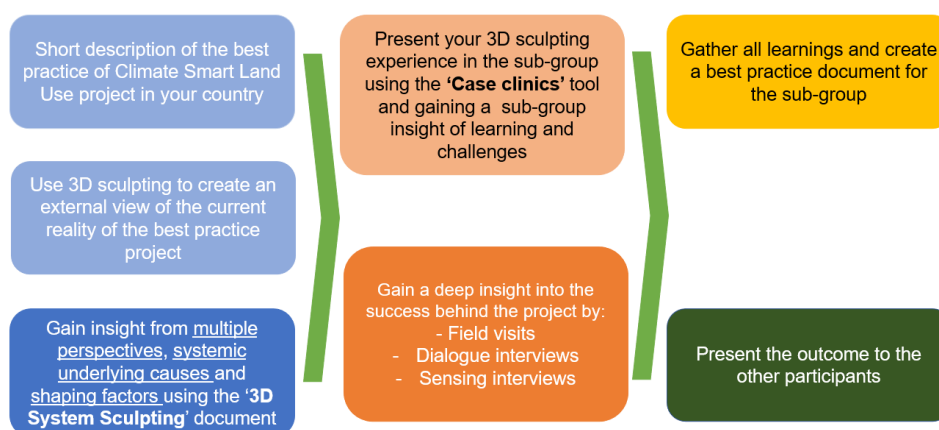 Short description of the best
practice of Climate Smart Land
Use project in your country
Use 3D sculpting to create an
external view of the current
reality of the best practice
project
Gain insight from multiple
perspectives, systemic
underlying causes and
shaping factors using the ‘3D
System Sculpting’ document
Present your 3D sculpting
experience in the sub-group
using the ‘Case clinics’ tool
and gaining a sub-group
insight of learning and
challenges
Gain a deep insight into the
success behind the project by:
- Field visits
- Dialogue interviews
- Sensing interviews
Gather all learnings and create
a best practice document for
the sub-group
Present the outcome to the
other participants